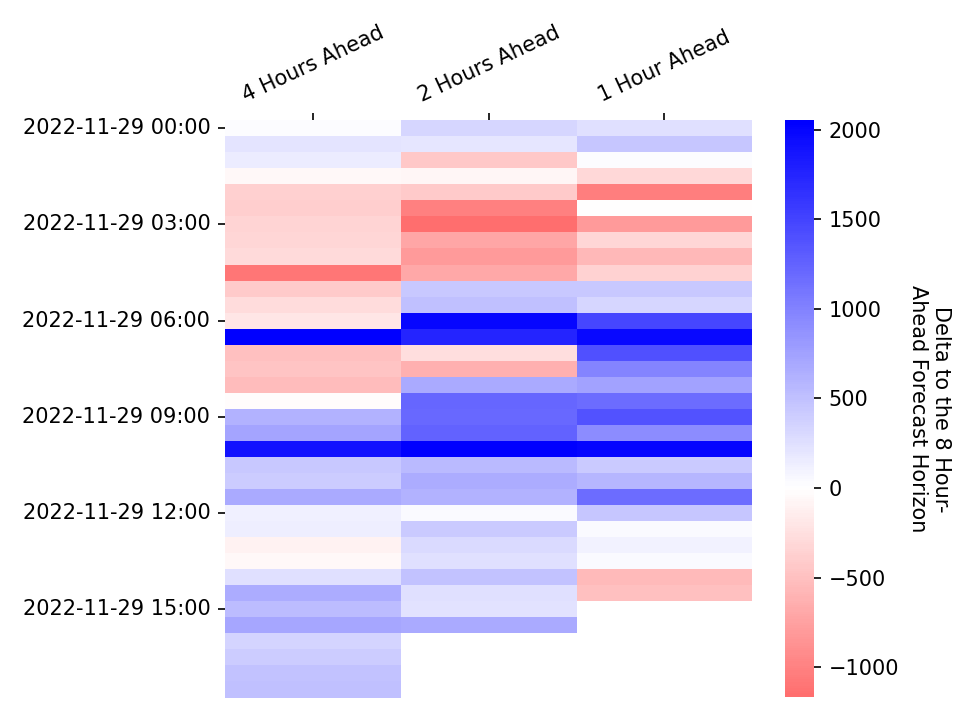 4 Hours Ahead
2 Hours Ahead
1 Hour Ahead
2022-11-29 00:00
2022-11-29 03:00
2022-11-29 06:00
2022-11-29 09:00
2022-11-29 12:00
2022-11-29 15:00
2000
1500
1000
500
0
−500
−1000
Delta to the 8 Hour-
Ahead Forecast Horizon